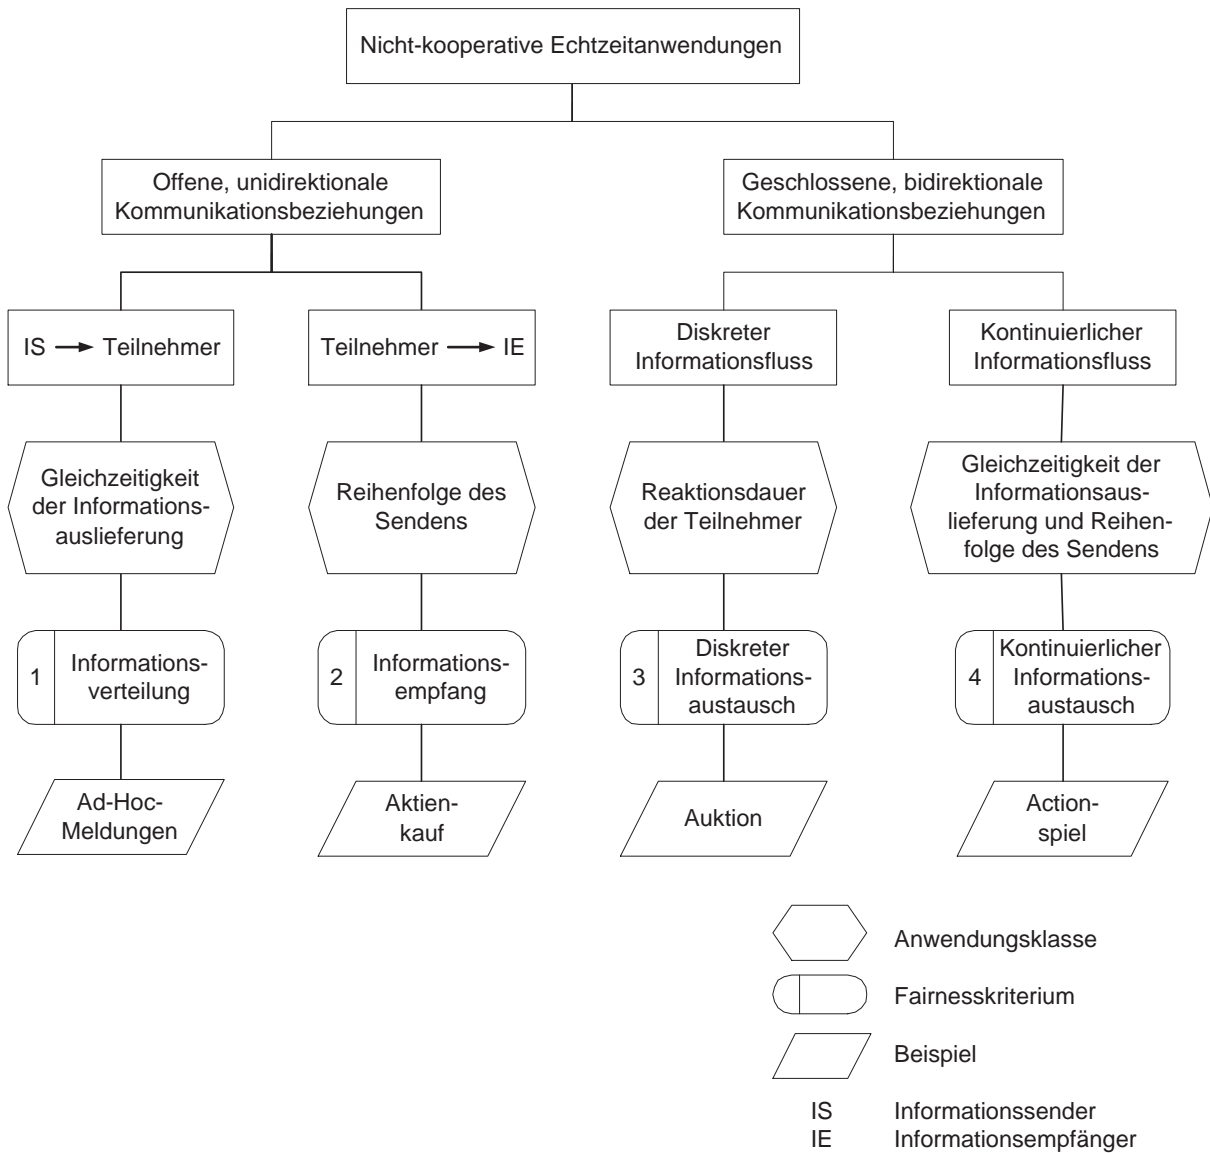 Nicht-kooperative Echtzeitanwendungen
Offene, unidirektionale
Kommunikationsbeziehungen
Geschlossene, bidirektionale
Kommunikationsbeziehungen
IS → Teilnehmer
Teilnehmer → IE
Diskreter
Informationsfluss
Kontinuierlicher
Informationsfluss
Gleichzeitigkeit
der Informations-
auslieferung
Reihenfolge des
Sendens
Reaktionsdauer
der Teilnehmer
Gleichzeitigkeit der
Informationsaus-
lieferung und Reihen-
folge des Sendens
1
Informations-
verteilung
2
Informations-
empfang
3
Diskreter
Informations-
austausch
4
Kontinuierlicher
Informations-
austausch
Ad-Hoc-
Meldungen
Aktien-
kauf
Auktion
Action-
spiel
Anwendungsklasse
Fairnesskriterium
Beispiel
IS Informationssender
IE Informationsempfänger